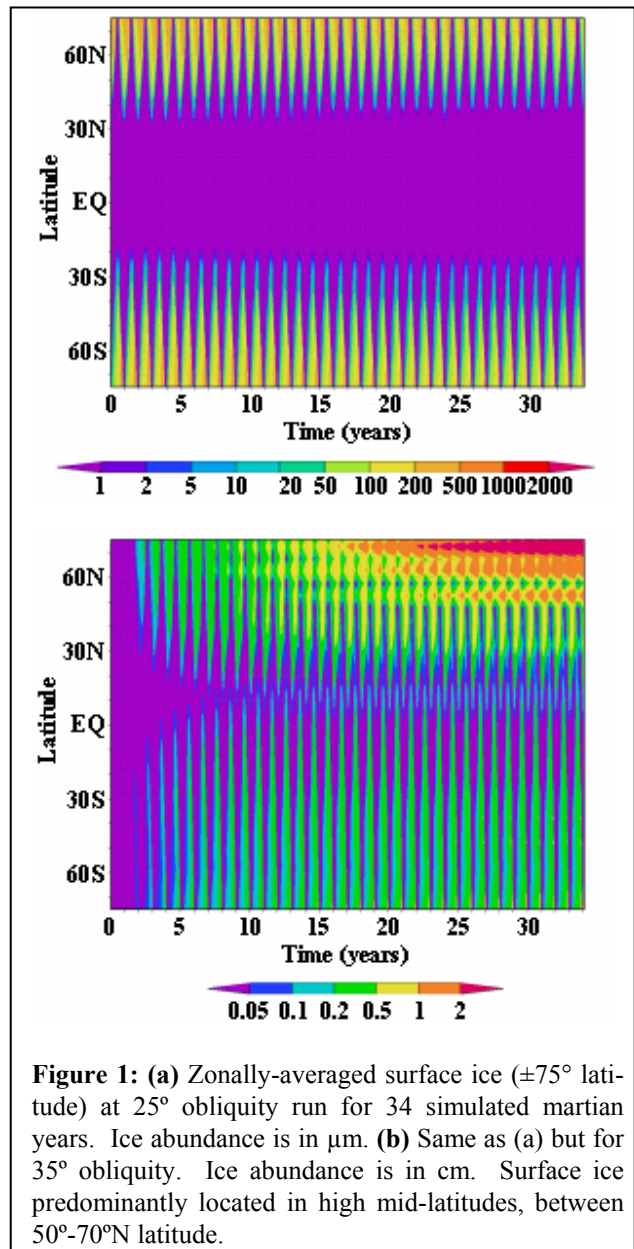 60N
30N
EQ
30S
60S
Latitude
0 5 10 15 20 25 30
Time (years)
1 2 5 10 20 50 100 200 500 1000 2000
60N
30N
EQ
30S
60S
Latitude
0 5 10 15 20 25 30
Time (years)
0.05 0.1 0.2 0.5 1 2
Figure 1: (a) Zonally-averaged surface ice (±75° lati-
tude) at 25º obliquity run for 34 simulated martian
years. Ice abundance is in µm. (b) Same as (a) but for
35º obliquity. Ice abundance is in cm. Surface ice
predominantly located in high mid-latitudes, between
50º-70ºN latitude.